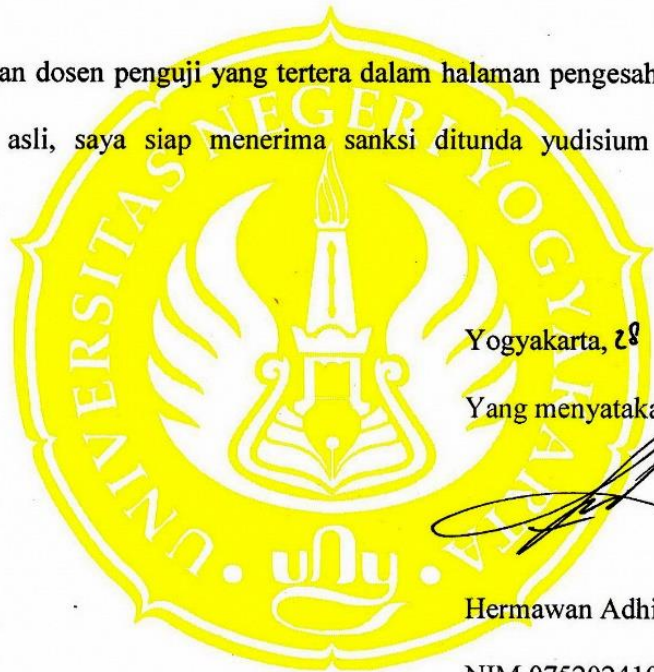 an dosen penguji yang tertera dalam halaman pengesah
asli, saya siap menerima sanksi ditunda yudisium
UNIVERSITAS NEGERI YOGYAKARTA
Yogyakarta, 28
Yang menyataka
uny
Hermawan Adhi